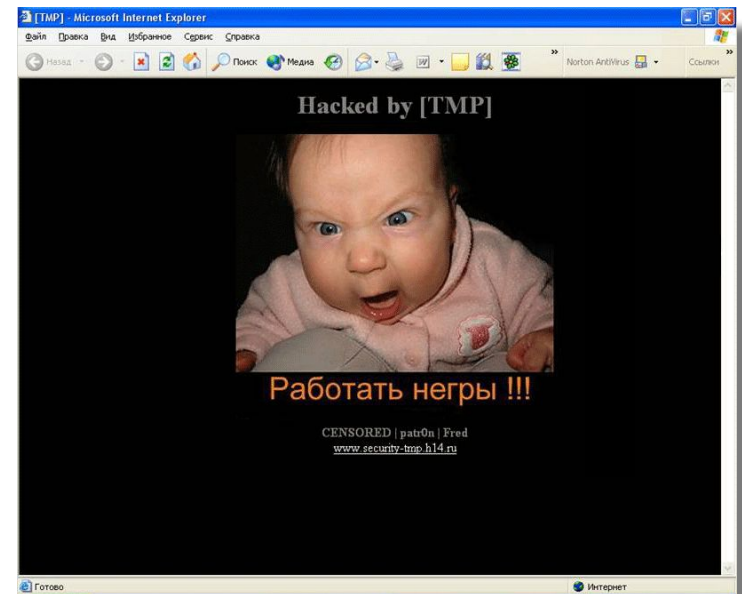 [TMP] - Microsoft Internet Explorer
Файл Правка Вид Избранное Сервис Справка
Назад Поиск Медиа W Norton AntiVirus Ссылки
Hacked by [TMP]
Работать негры !!!
CENSORED | patr0n | Fred
www.security-tmp.h14.ru
Готово Интернет